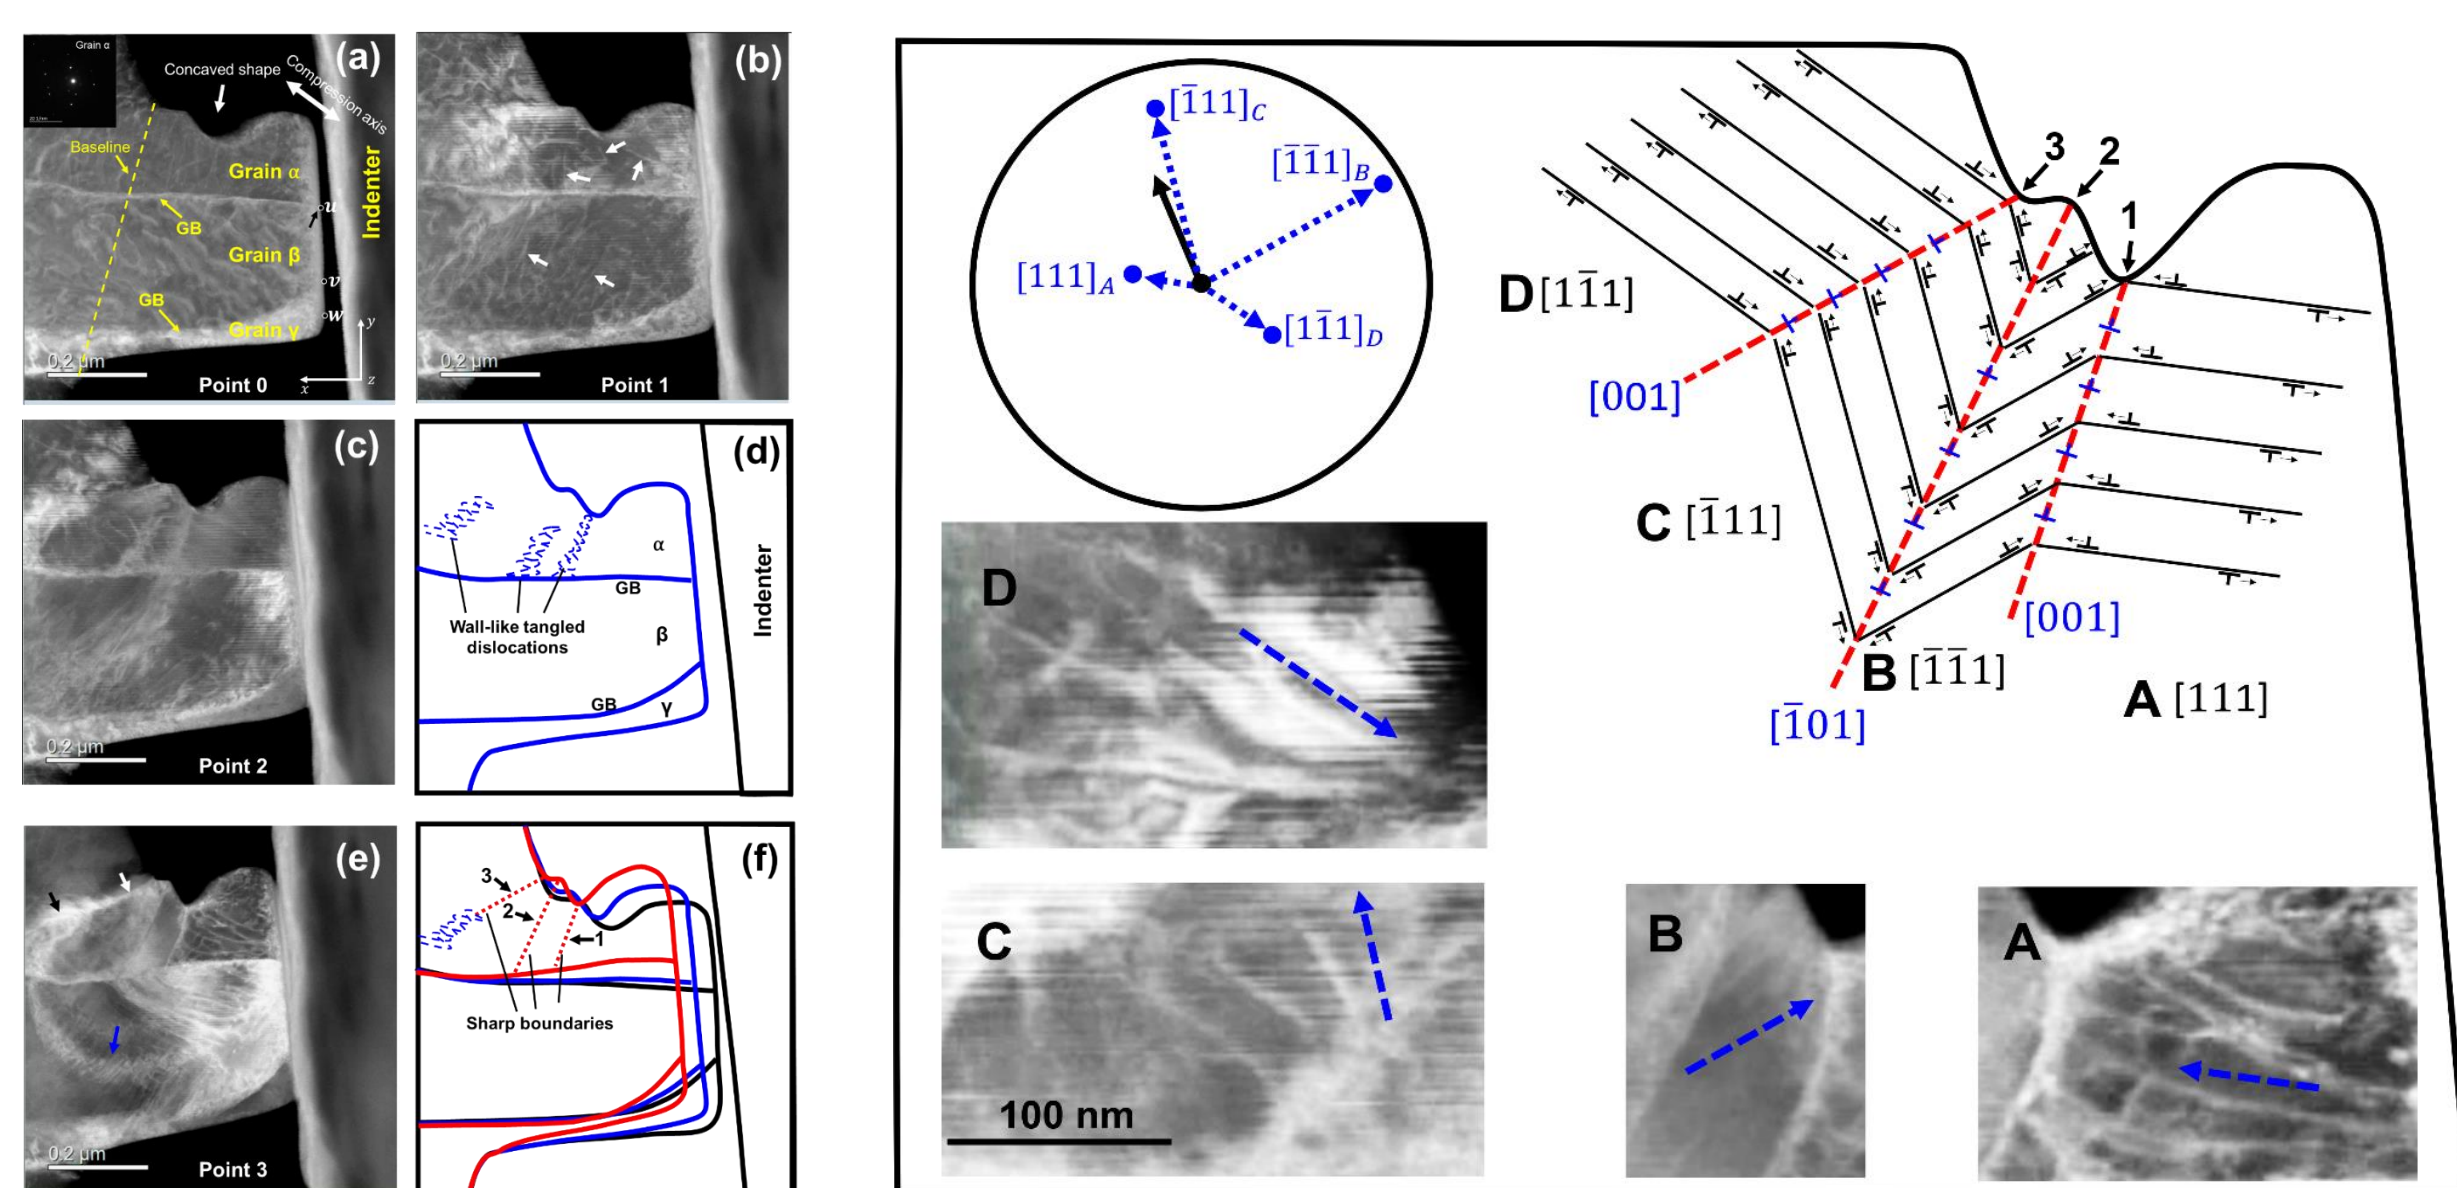 Grain α
(a)
Concaved shape
Compression axis
Baseline
Grain α
GB
u
Indenter
Grain β
v
GB
w
Grain γ
y
x
z
0.2 μm
Point 0
(b)
0.2 μm
Point 1
(c)
0.2 μm
Point 2
(d)
α
GB
Wall-like tangled
dislocations
β
Indenter
GB
γ
(e)
0.2 μm
Point 3
(f)
3
2
1
Sharp boundaries
[1̅11]C
[1̅1̅1]B
[111]A
[11̅1]D
3
2
1
D [11̅1]
[001]
C [1̅11]
[001]
B [1̅1̅1]
A [111]
[1̅01]
D
C
100 nm
B
A